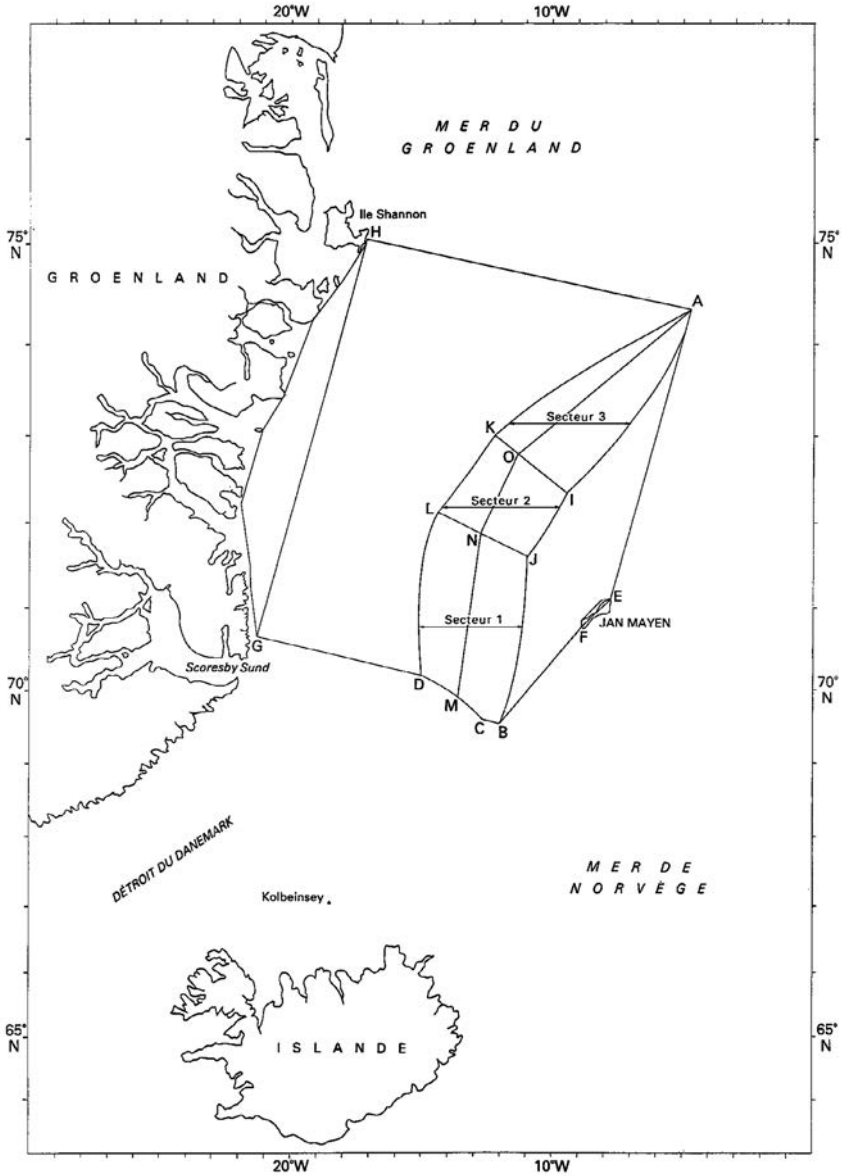 20°W
10°W
MER DU
GROENLAND
Ile Shannon
H
75°
N
75°
N
GROENLAND
A
Secteur 3
K
O
Secteur 2
I
L
N
J
E
JAN MAYEN
F
Secteur 1
G
Scoresby Sund
D
70°
N
70°
N
M
C
B
DÉTROIT DU DANEMARK
MER DE
NORVÈGE
Kolbeinsey
65°
N
65°
N
ISLANDE
20°W
10°W